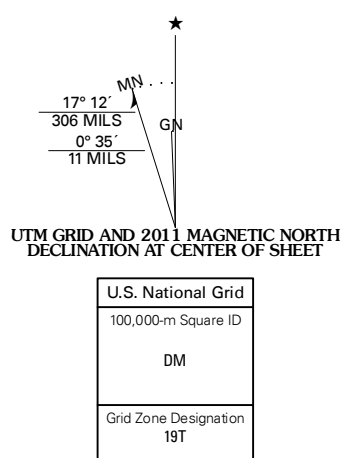 ★
MN
17° 12´
306 MILS
GN
0° 35´
11 MILS
UTM GRID AND 2011 MAGNETIC NORTH
DECLINATION AT CENTER OF SHEET
U.S. National Grid
100,000-m Square ID
DM
Grid Zone Designation
19T